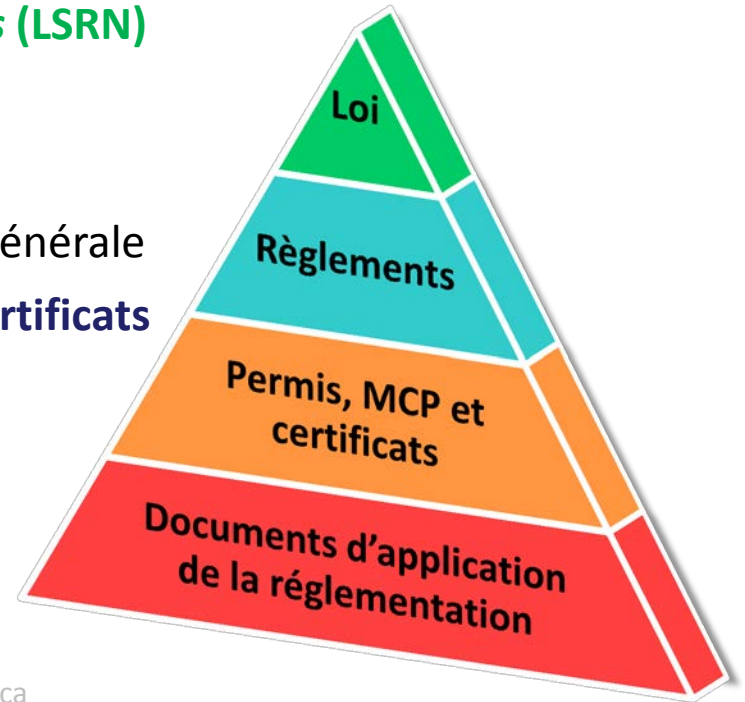 s (LSRN)
Loi
énérale
Règlements
rtificats
Permis, MCP et
certificats
Documents d’application
de la réglementation
ca